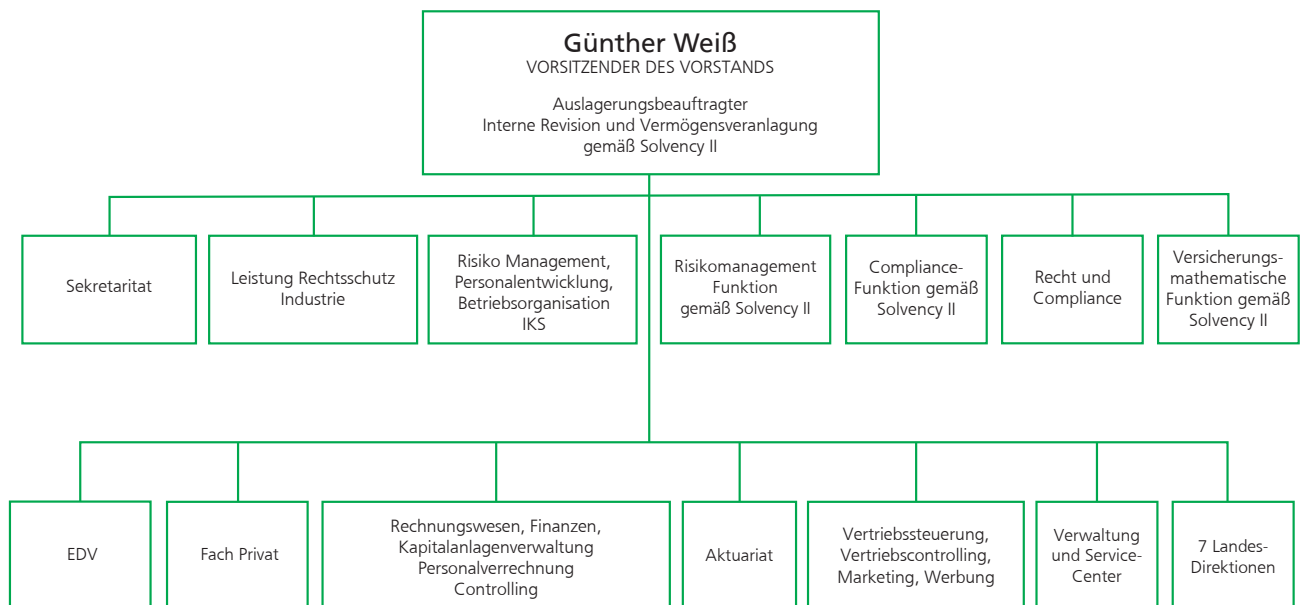 Günther Weiß
VORSITZENDER DES VORSTANDS
Auslagerungsbeauftragter
Interne Revision und Vermögensveranlagung
gemäß Solvency II
Sekretaritat
Leistung Rechtsschutz
Industrie
Risiko Management,
Personalentwicklung,
Betriebsorganisation
IKS
Risikomanagement
Funktion
gemäß Solvency II
Compliance-
Funktion gemäß
Solvency II
Recht und
Compliance
Versicherungs-
mathematische
Funktion gemäß
Solvency II
EDV
Fach Privat
Rechnungswesen, Finanzen,
Kapitalanlagenverwaltung
Personalverrechnung
Controlling
Aktuariat
Vertriebssteuerung,
Vertriebscontrolling,
Marketing, Werbung
Verwaltung
und Service-
Center
7 Landes-
Direktionen